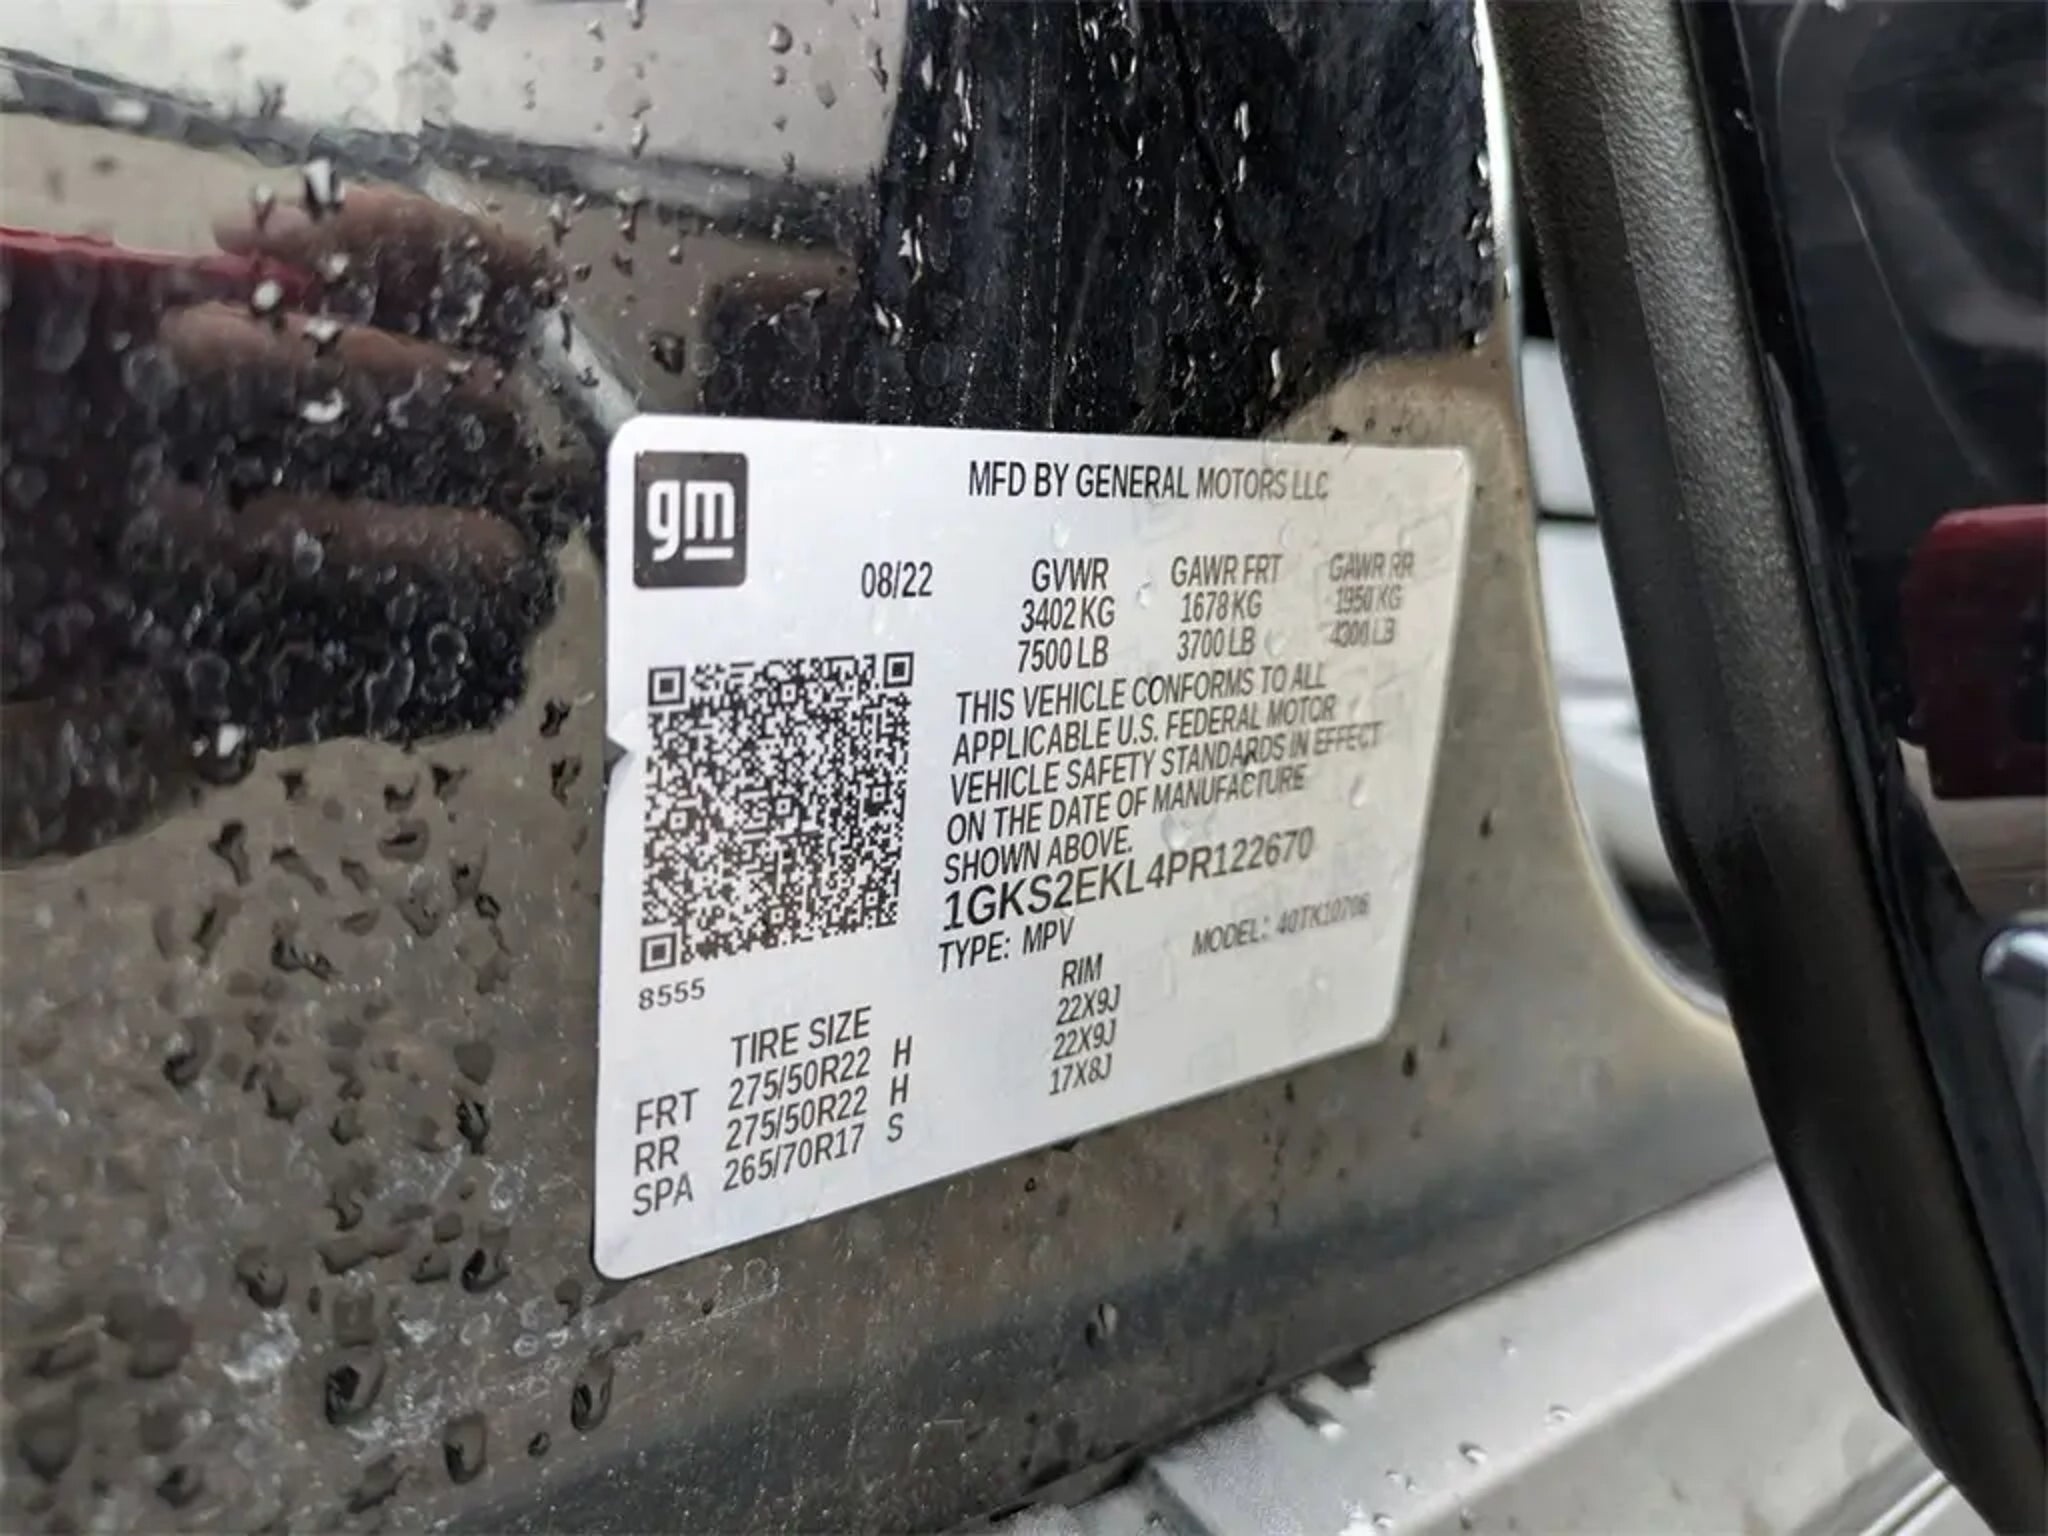 gm
MFD BY GENERAL MOTORS LLC
08/22 GVWR GAWR FRT GAWR RR
3402 KG 1678 KG 1950 KG
7500 LB 3700 LB 4300 LB
THIS VEHICLE CONFORMS TO ALL
APPLICABLE U.S. FEDERAL MOTOR
VEHICLE SAFETY STANDARDS IN EFFECT
ON THE DATE OF MANUFACTURE
SHOWN ABOVE.
1GKS2EKL4PR122670
TYPE: MPV MODEL: 40TK10706
8555
TIRE SIZE RIM
FRT 275/50R22 H 22X9J
RR 275/50R22 H 22X9J
SPA 265/70R17 S 17X8J